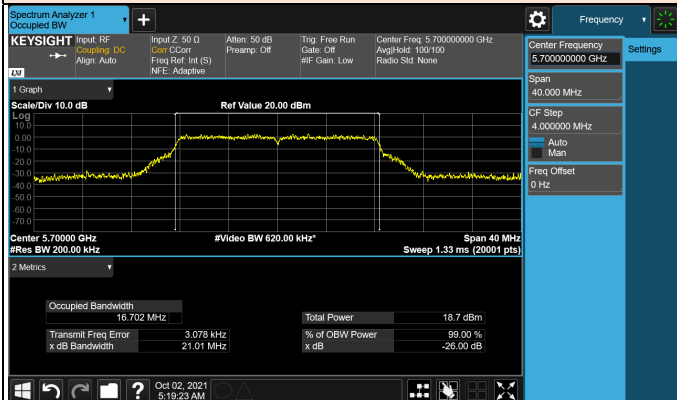 Spectrum Analyzer 1
Occupied BW
Frequency
KEYSIGHT
Input: RF
Coupling: DC
Align: Auto
Input Z: 50 Ω
Corr CCorr
Freq Ref: Int (S)
NFE: Adaptive
Atten: 50 dB
Preamp: Off
Trig: Free Run
Gate: Off
#IF Gain: Low
Center Freq: 5.700000000 GHz
Avg|Hold: 100/100
Radio Std: None
LXI
Center Frequency
5.700000000 GHz
Settings
Span
40.000 MHz
CF Step
4.000000 MHz
Auto
Man
Freq Offset
0 Hz
1 Graph
Scale/Div 10.0 dB
Ref Value 20.00 dBm
Log
10.0
0.00
-10.0
-20.0
-30.0
-40.0
-50.0
-60.0
-70.0
Center 5.70000 GHz
#Video BW 620.00 kHz*
Span 40 MHz
#Res BW 200.00 kHz
Sweep 1.33 ms (20001 pts)
2 Metrics
Occupied Bandwidth
16.702 MHz
Total Power
18.7 dBm
Transmit Freq Error
3.078 kHz
% of OBW Power
99.00 %
x dB Bandwidth
21.01 MHz
x dB
-26.00 dB
?
Oct 02, 2021
5:19:23 AM